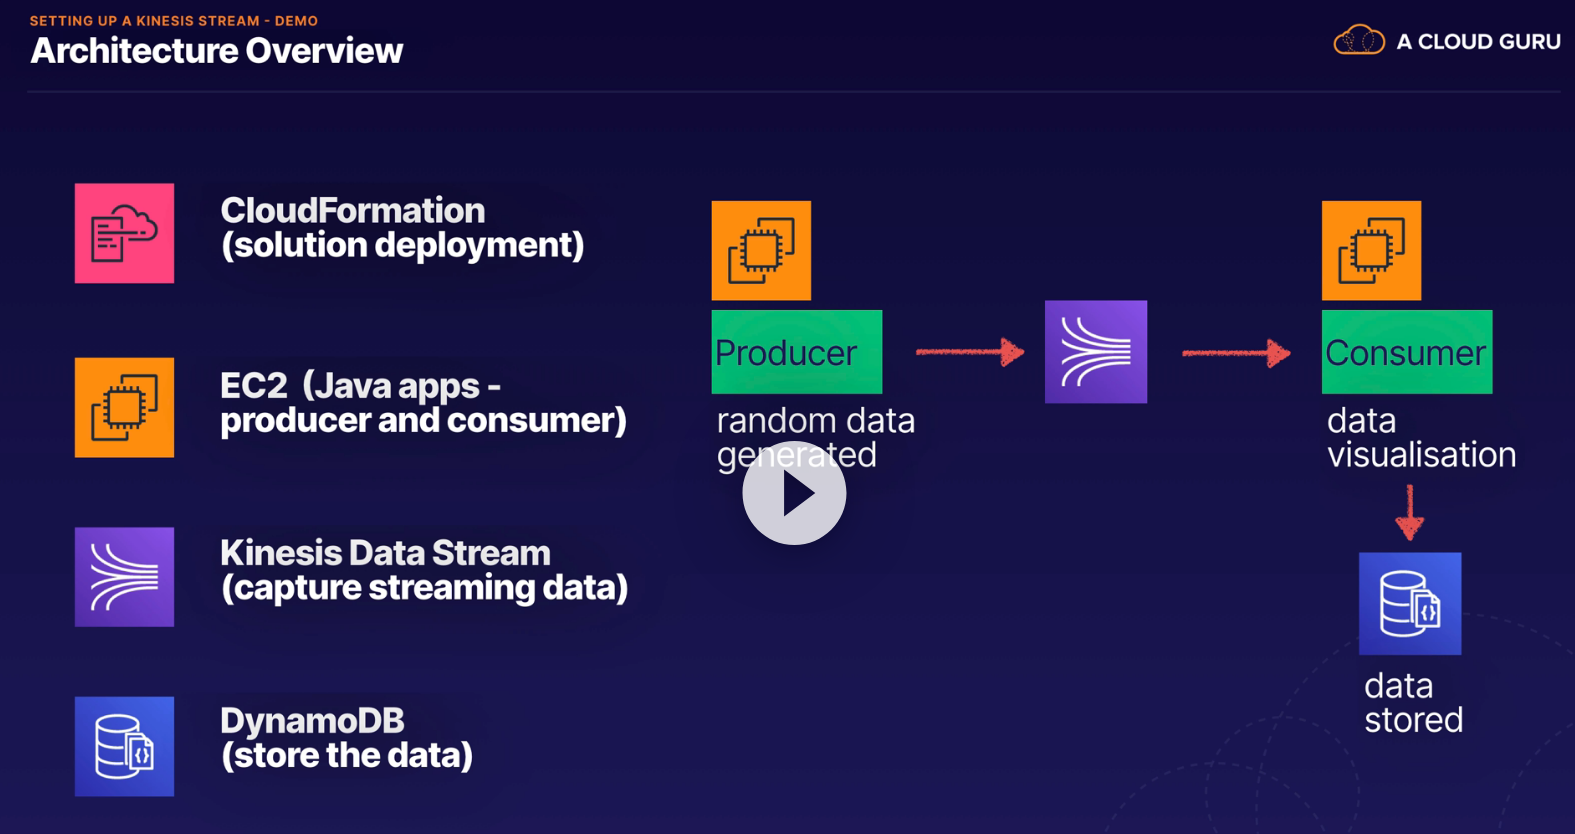 SETTING UP A KINESIS STREAM - DEMO
Architecture Overview
A CLOUD GURU
CloudFormation
(solution deployment)
EC2 (Java apps -
producer and consumer)
Kinesis Data Stream
(capture streaming data)
DynamoDB
(store the data)
Producer
random data
generated
Consumer
data
visualisation
data
stored